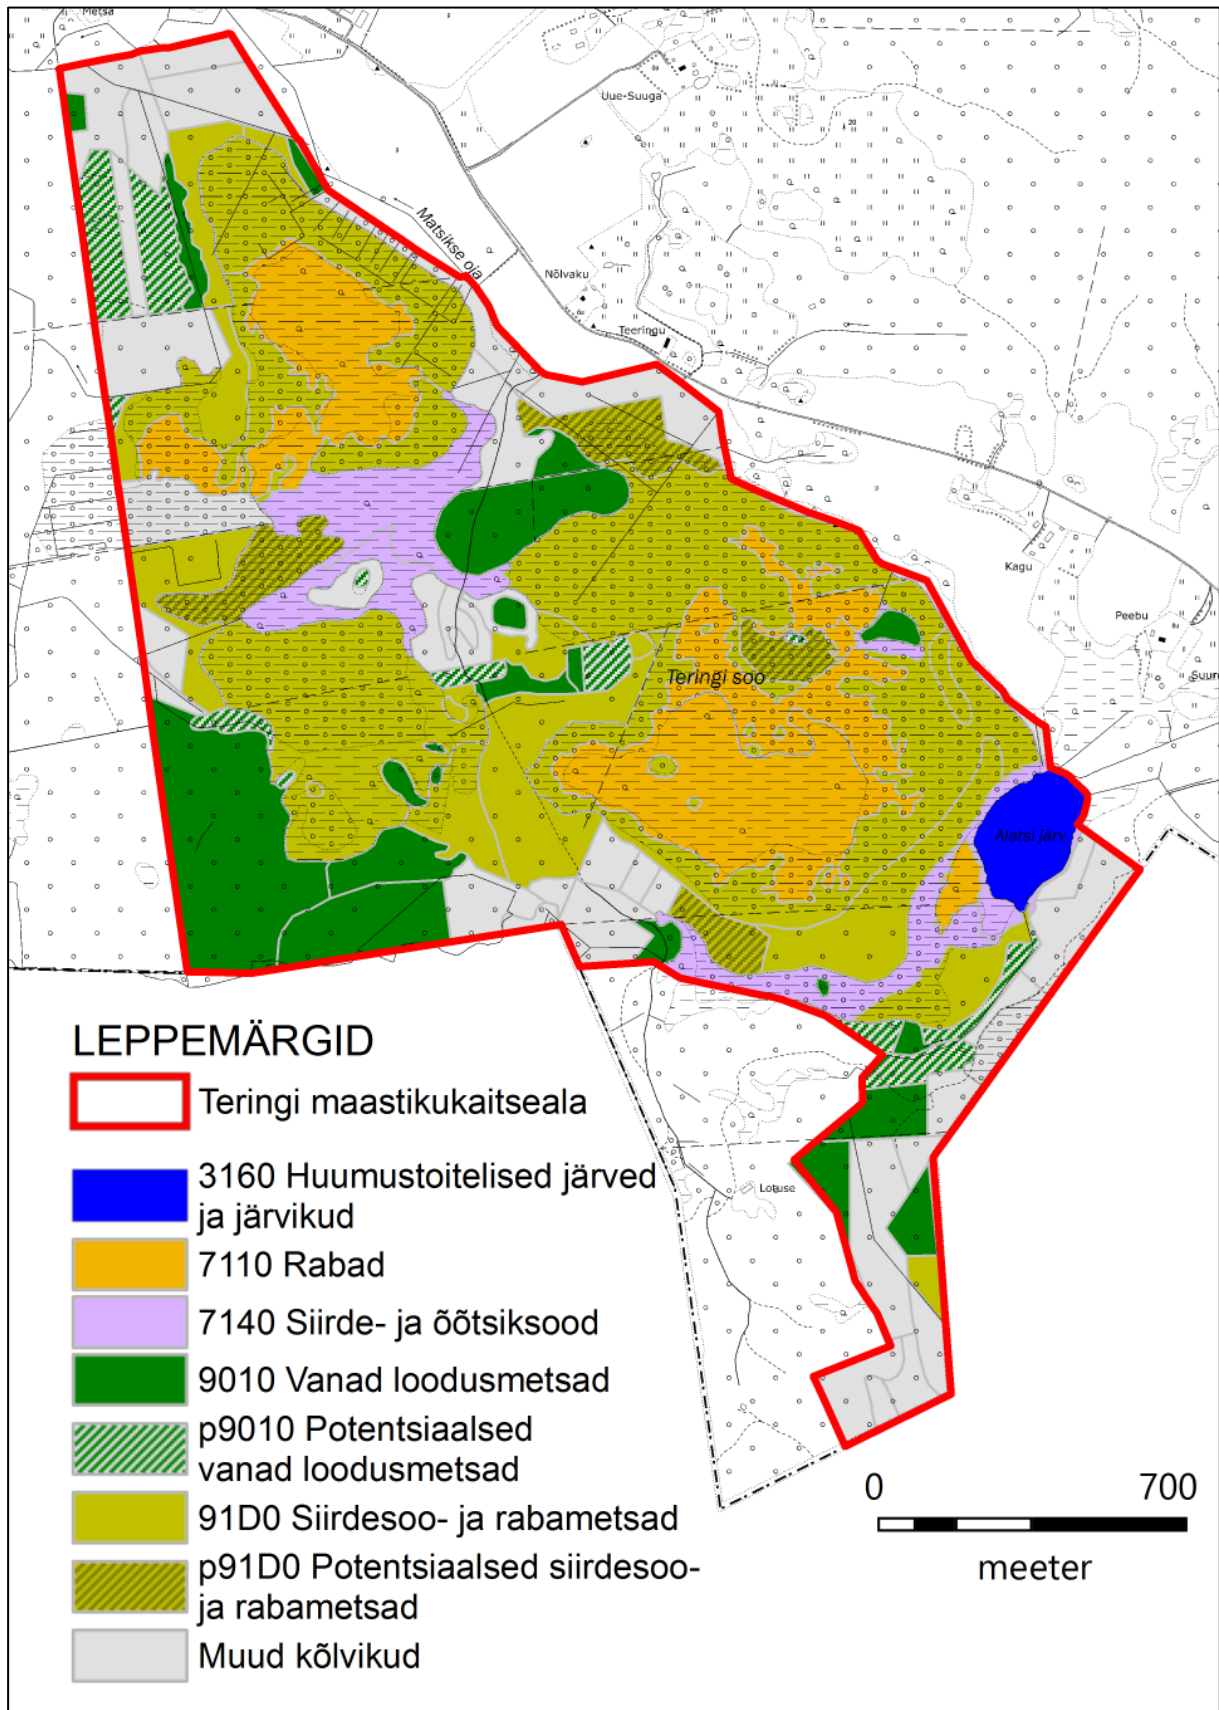 Metsa
Uue-Suuga
20
Matsikse oja
Nõlvaku
Teeringu
Kagu
Peebu
Suure
Teringi soo
Alatsi järv
LEPPEMÄRGID
Teringi maastikukaitseala
3160 Huumustoitelised järved
ja järvikud
Lotuse
7110 Rabad
7140 Siirde- ja õõtsiksood
9010 Vanad loodusmetsad
p9010 Potentsiaalsed
vanad loodusmetsad
0 700
91D0 Siirdesoo- ja rabametsad
p91D0 Potentsiaalsed siirdesoo-
ja rabametsad
meeter
Muud kõlvikud